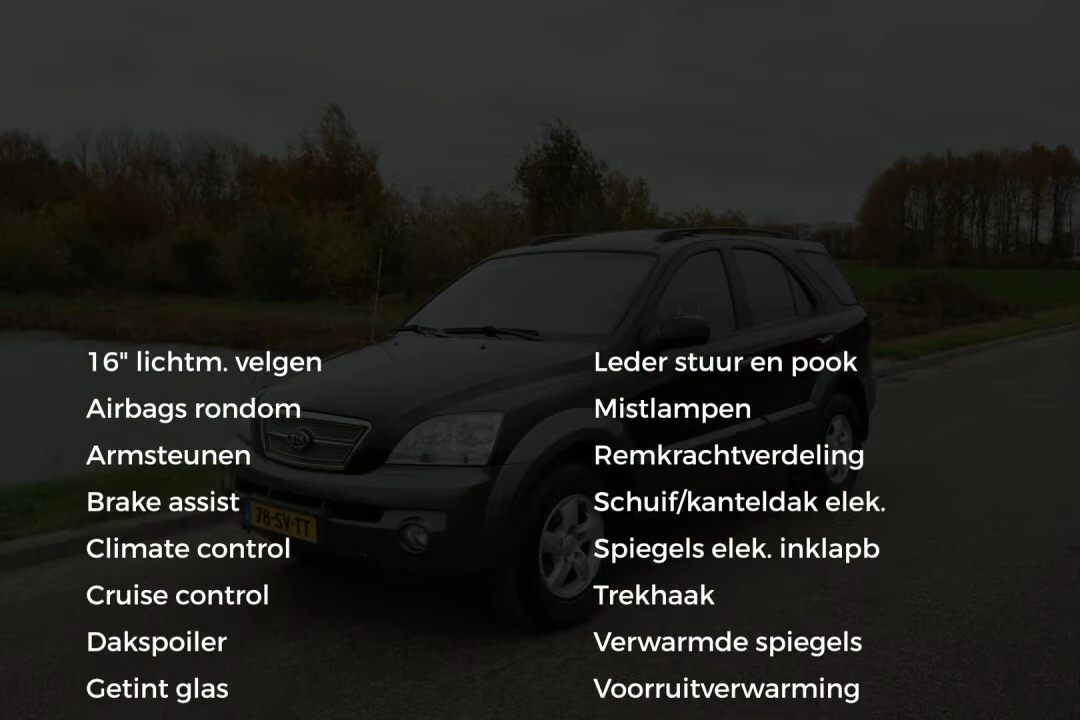 16" lichtm. velgen
Airbags rondom
Armsteunen
Brake assist
Climate control
Cruise control
Dakspoiler
Getint glas
Leder stuur en pook
Mistlampen
Remkrachtverdeling
Schuif/kanteldak elek.
Spiegels elek. inklapb
Trekhaak
Verwarmde spiegels
Voorruitverwarming
KIA
78-SV-TT